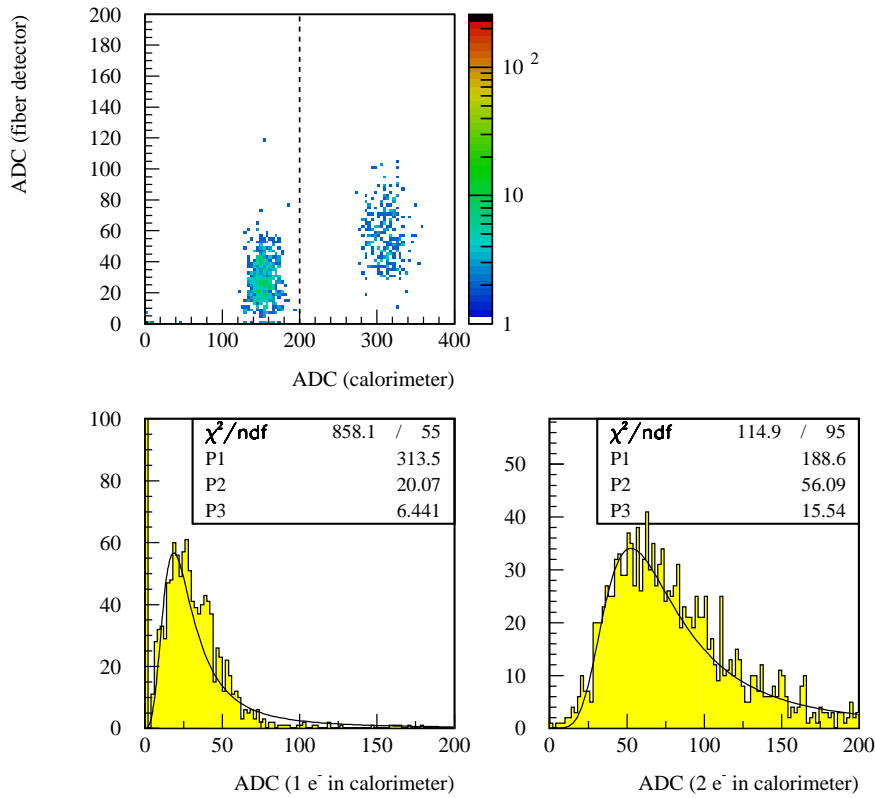 ADC (fiber detector)
200
180
160
140
120
100
80
60
40
20
0
0 100 200 300 400
ADC (calorimeter)
10 2
10
1
100
80
60
40
20
0
0 50 100 150 200
χ²/ndf 858.1 / 55
P1 313.5
P2 20.07
P3 6.441
ADC (1 e⁻ in calorimeter)
50
40
30
20
10
0
0 50 100 150 200
χ²/ndf 114.9 / 95
P1 188.6
P2 56.09
P3 15.54
ADC (2 e⁻ in calorimeter)